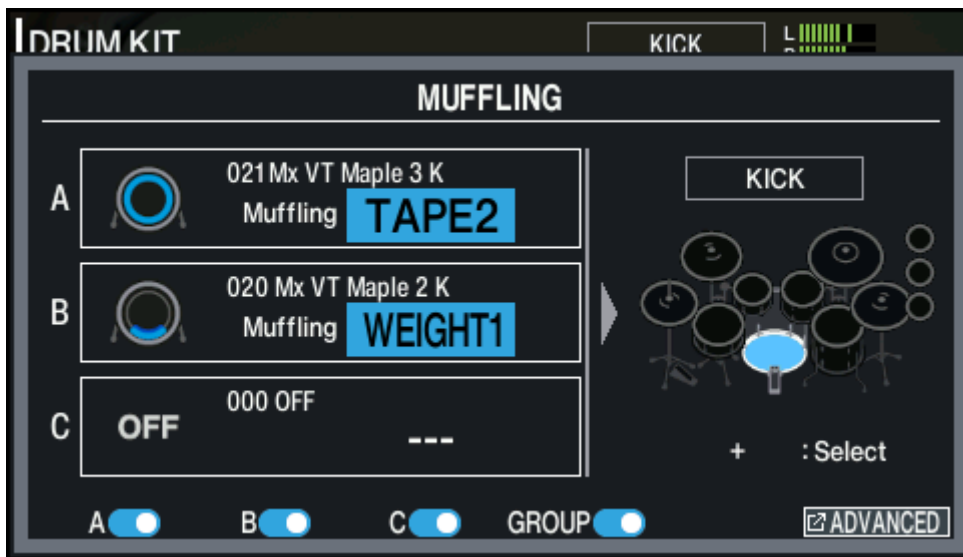 DRUM KIT
KICK
L
MUFFLING
A
021 Mx VT Maple 3 K
Muffling TAPE2
KICK
B
020 Mx VT Maple 2 K
Muffling WEIGHT1
C
OFF
000 OFF
---
+ : Select
A B C GROUP ADVANCED